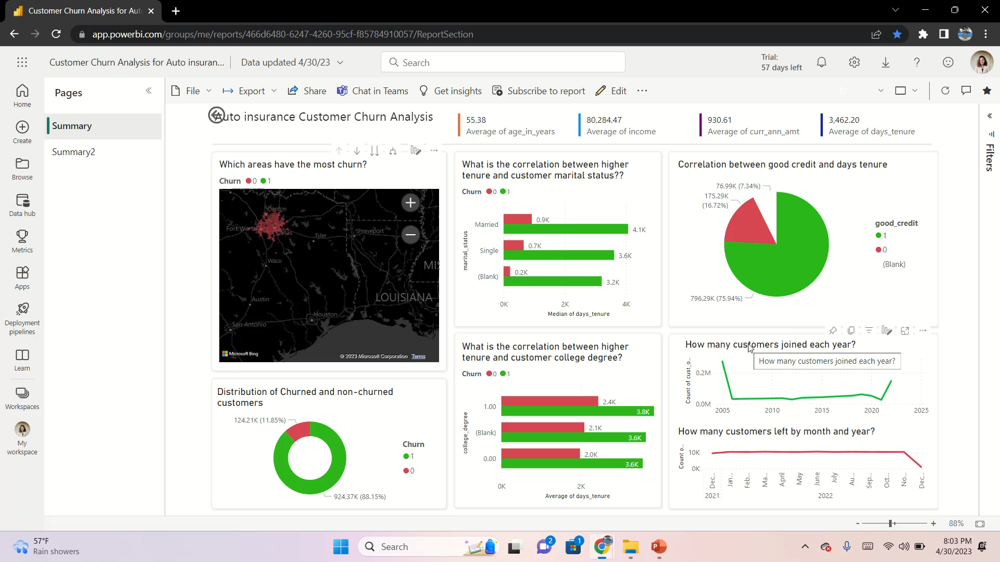 Customer Churn Analysis for Aut
app.powerbi.com/groups/me/reports/466d6480-6247-4260-95cf-f85784910057/ReportSection
Customer Churn Analysis for Auto insuran...
Data updated 4/30/23
Search
Trial:
57 days left
Pages
File
Export
Share
Chat in Teams
Get insights
Subscribe to report
Edit
Home
Create
Browse
Data hub
Metrics
Apps
Deployment
pipelines
Learn
Workspaces
My
workspace
Summary
Summary2
Filters
Auto insurance Customer Churn Analysis
55.38
Average of age_in_years
80,284.47
Average of income
930.61
Average of curr_ann_amt
3,462.20
Average of days_tenure
Which areas have the most churn?
Churn 0 1
Denton
Fort Worth
Dallas
Tyler
Shreveport
Waco
MIS
LOUISIANA
Austin
Houston
San Antonio
Microsoft Bing
© 2023 Microsoft Corporation Terms
Distribution of Churned and non-churned
customers
124.21K (11.85%)
924.37K (88.15%)
Churn
1
0
What is the correlation between higher
tenure and customer marital status??
Churn 0 1
marital_status
Married 0.9K
4.1K
Single 0.7K
3.6K
(Blank) 0.2K
3.2K
0K 2K 4K
Median of days_tenure
What is the correlation between higher
tenure and customer college degree?
Churn 0 1
college_degree
1.00 2.4K
3.8K
(Blank) 2.1K
3.6K
0.00 2.0K
3.6K
0K 2K
Average of days_tenure
Correlation between good credit and days tenure
76.99K (7.34%)
175.29K
(16.72%)
796.29K (75.94%)
good_credit
1
0
(Blank)
How many customers joined each year?
How many customers joined each year?
Count of cust_o...
0.2M
0.0M
2005 2010 2015 2020 2025
How many customers left by month and year?
Count o...
10K
0K
Dec... Jan... Feb... Ma... April May June July Au... Sep... Oct... No... Dec...
2021 2022
- + 88%
57°F
Rain showers
Search
2
1
8:03 PM
4/30/2023